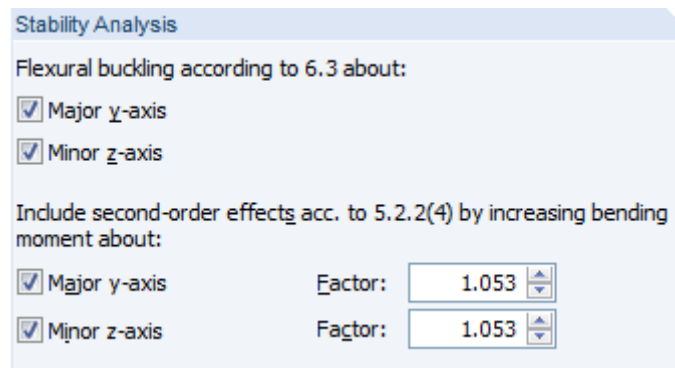 Stability Analysis
Flexural buckling according to 6.3 about:
Major y-axis
Minor z-axis
Include second-order effects acc. to 5.2.2(4) by increasing bending
moment about:
Major y-axis Factor: 1.053
Minor z-axis Factor: 1.053